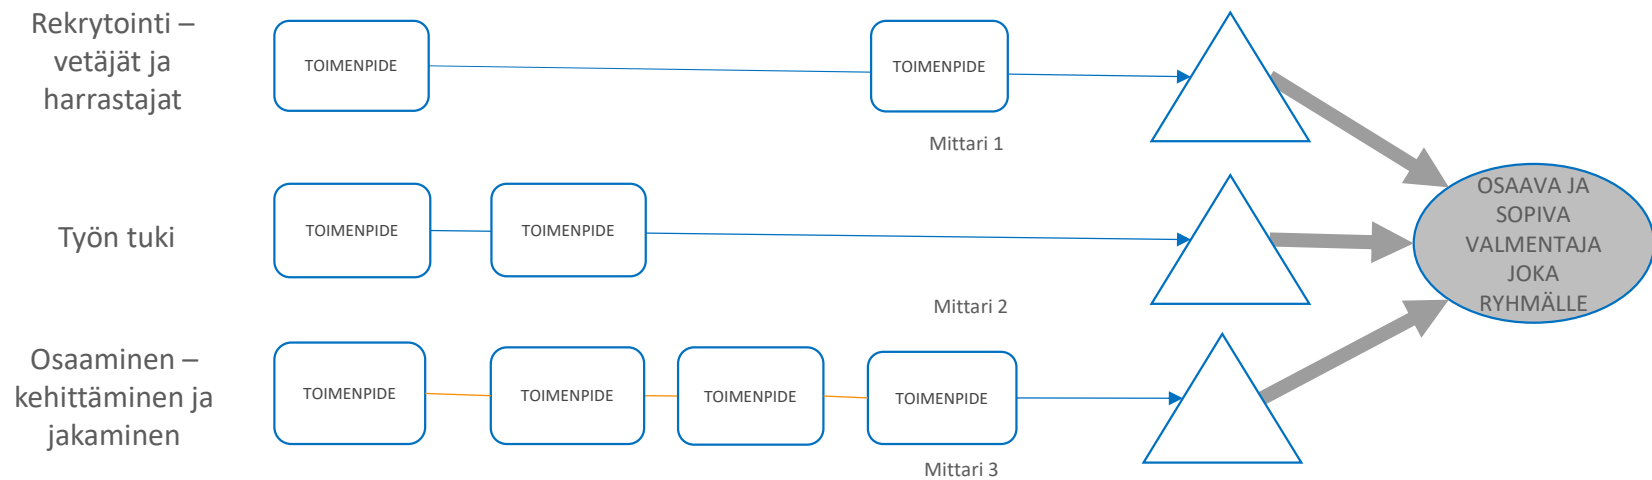 Rekrytointi –
vetäjät ja
harrastajat
TOIMENPIDE
TOIMENPIDE
Mittari 1
Työn tuki
TOIMENPIDE
TOIMENPIDE
Mittari 2
Osaaminen –
kehittäminen ja
jakaminen
TOIMENPIDE
TOIMENPIDE
TOIMENPIDE
TOIMENPIDE
Mittari 3
OSAAVA JA
SOPIVA
VALMENTAJA
JOKA
RYHMÄLLE